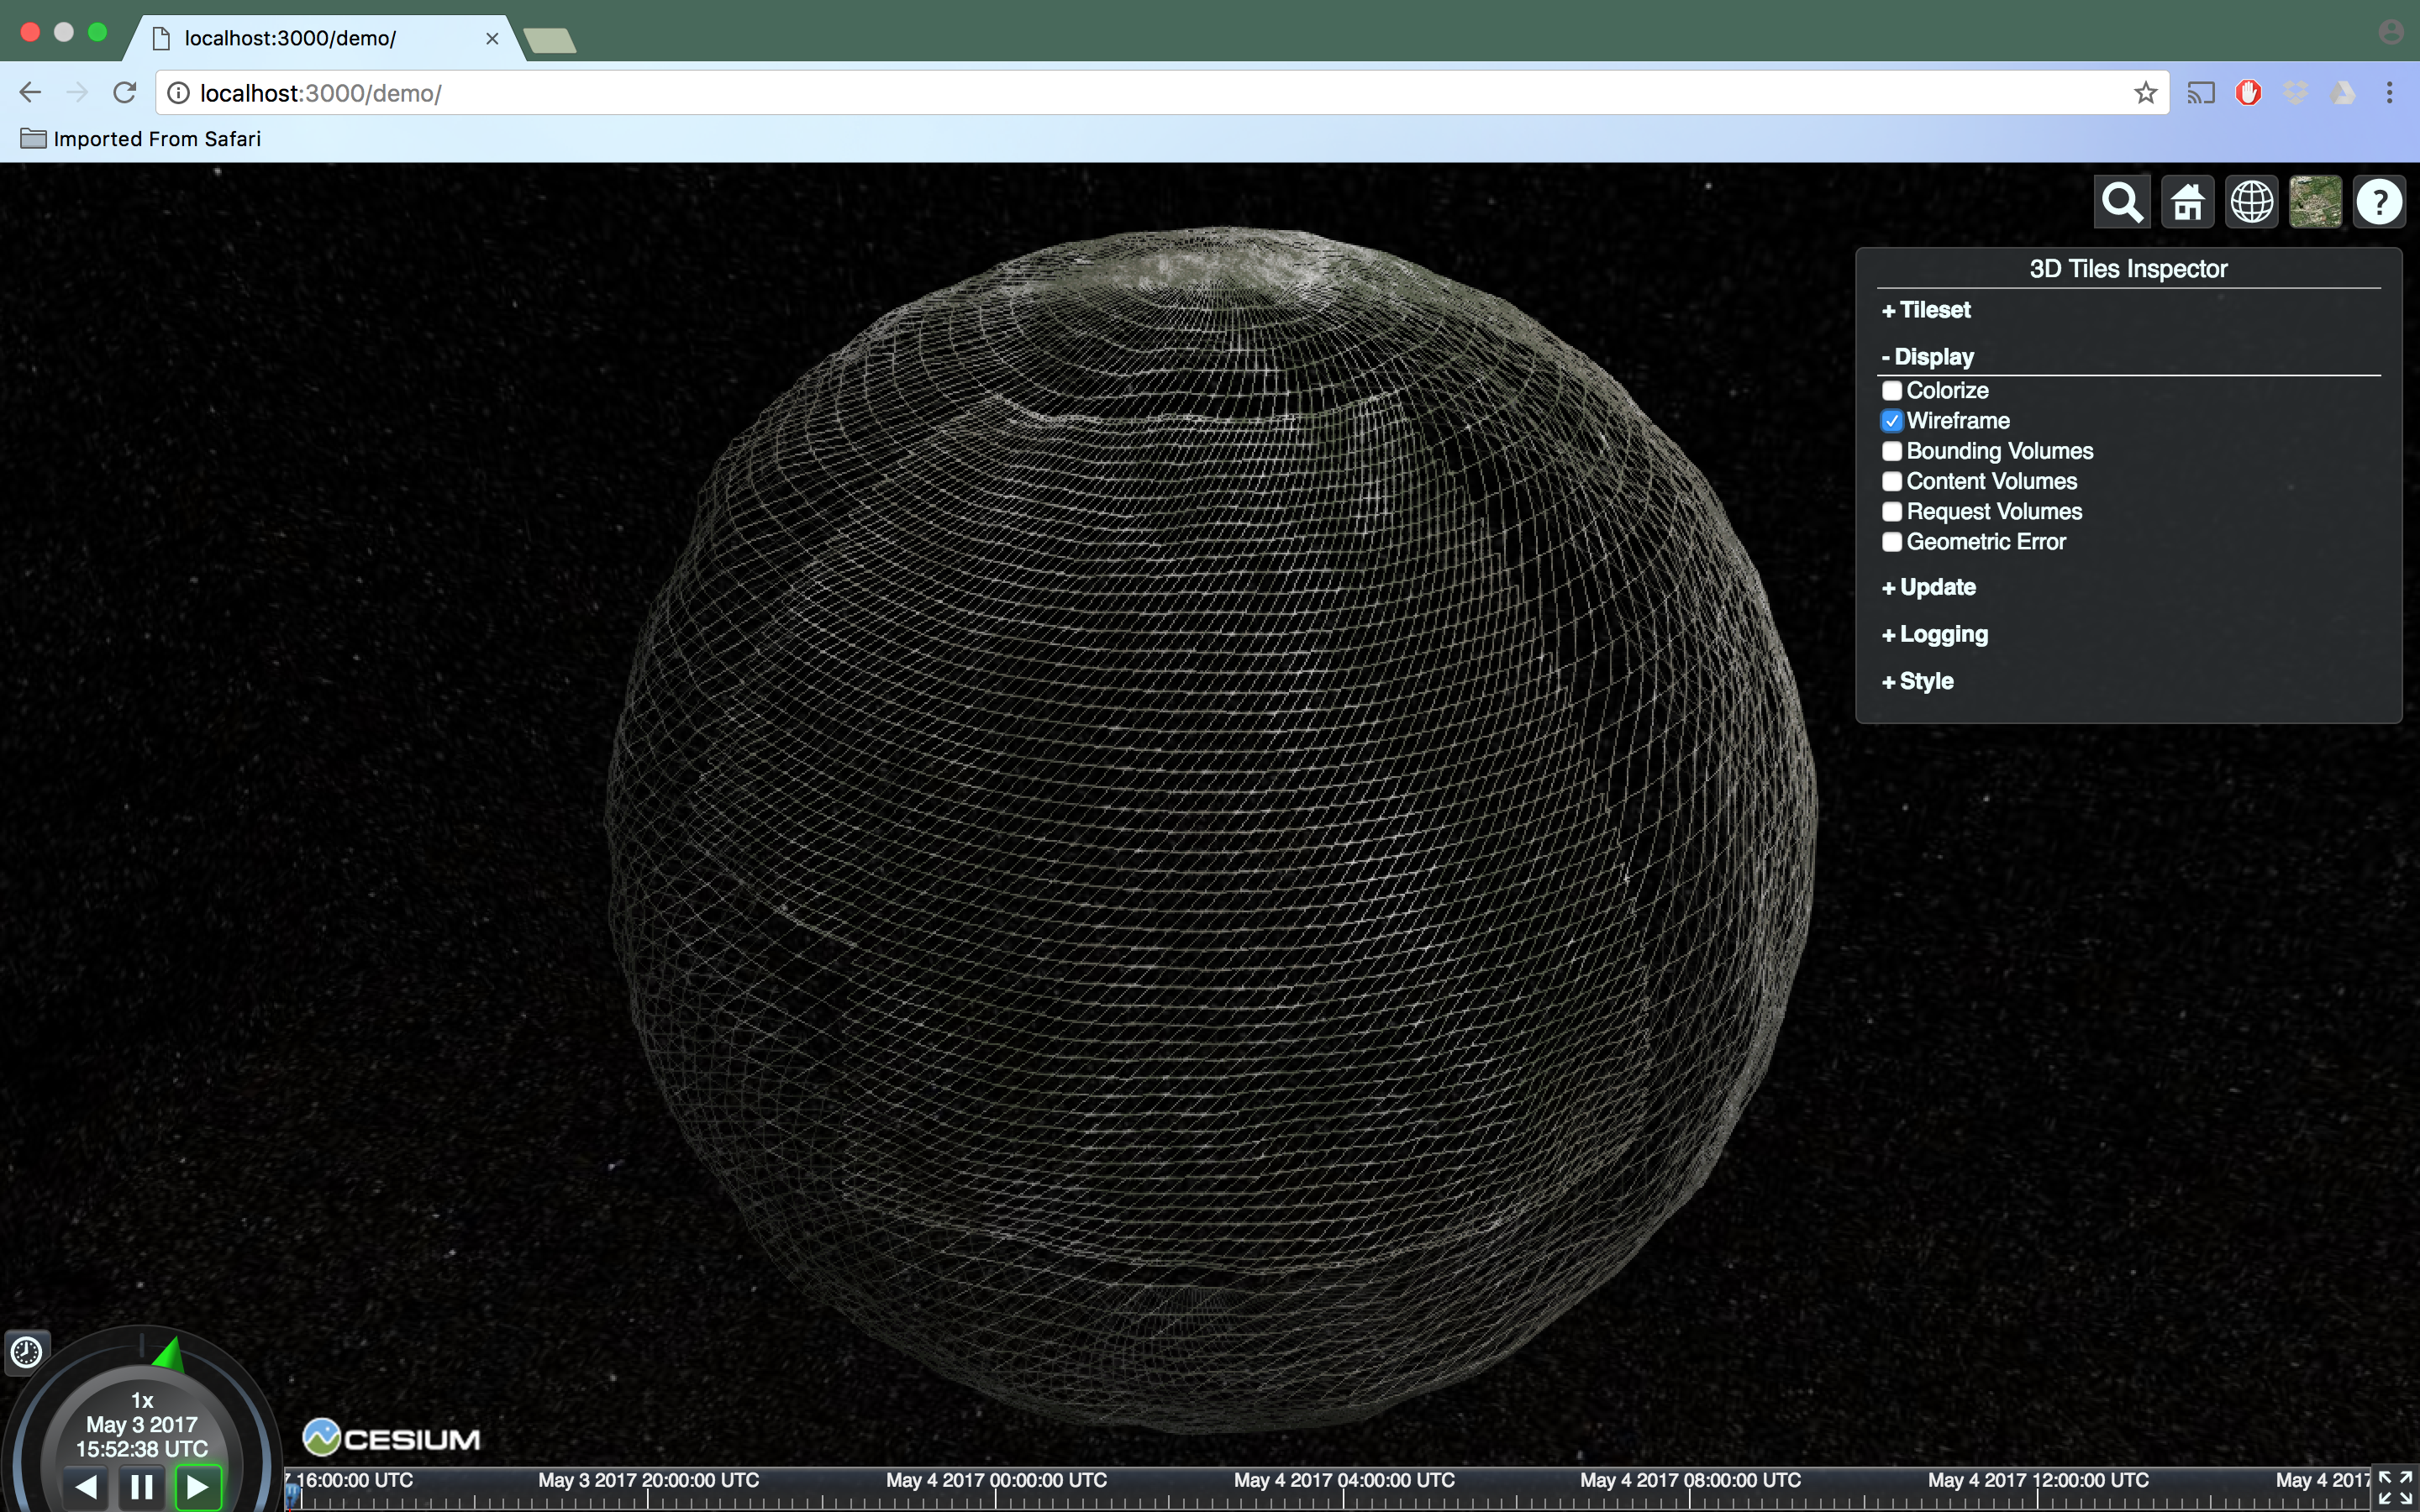 localhost:3000/demo/
localhost:3000/demo/
Imported From Safari
?
3D Tiles Inspector
+ Tileset
- Display
Colorize
Wireframe
Bounding Volumes
Content Volumes
Request Volumes
Geometric Error
+ Update
+ Logging
+ Style
1x
May 3 2017
15:52:38 UTC
CESIUM
16:00:00 UTC
May 3 2017 20:00:00 UTC
May 4 2017 00:00:00 UTC
May 4 2017 04:00:00 UTC
May 4 2017 08:00:00 UTC
May 4 2017 12:00:00 UTC
May 4 2017